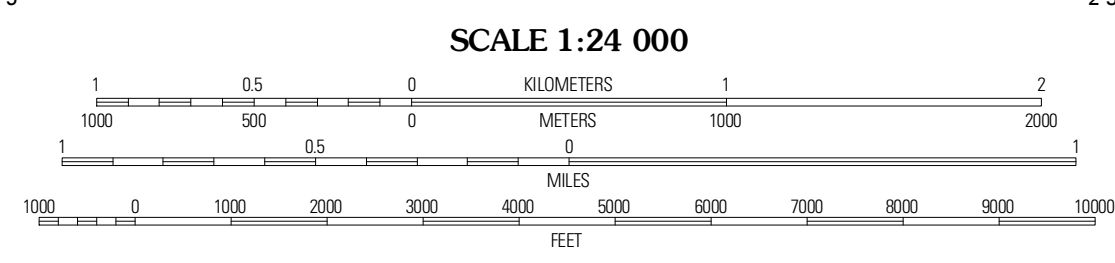 SCALE 1:24 000
1 0.5 0 KILOMETERS 1 2
1000 500 0 METERS 1000 2000
1 0.5 0 1
MILES
1000 0 1000 2000 3000 4000 5000 6000 7000 8000 9000 10000
FEET